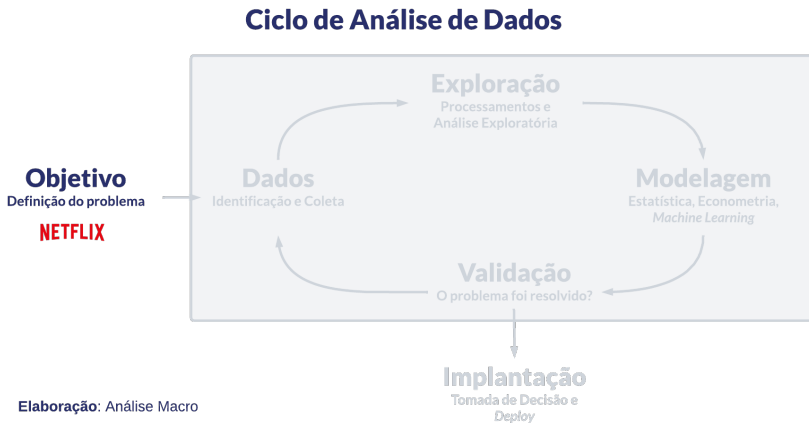 Ciclo de Análise de Dados
Exploração
Processamentos e
Análise Exploratória
Objetivo
Definição do problema
NETFLIX
Dados
Identificação e Coleta
Modelagem
Estatística, Econometria,
Machine Learning
Validação
O problema foi resolvido?
Implantação
Tomada de Decisão e
Deploy
Elaboração: Análise Macro